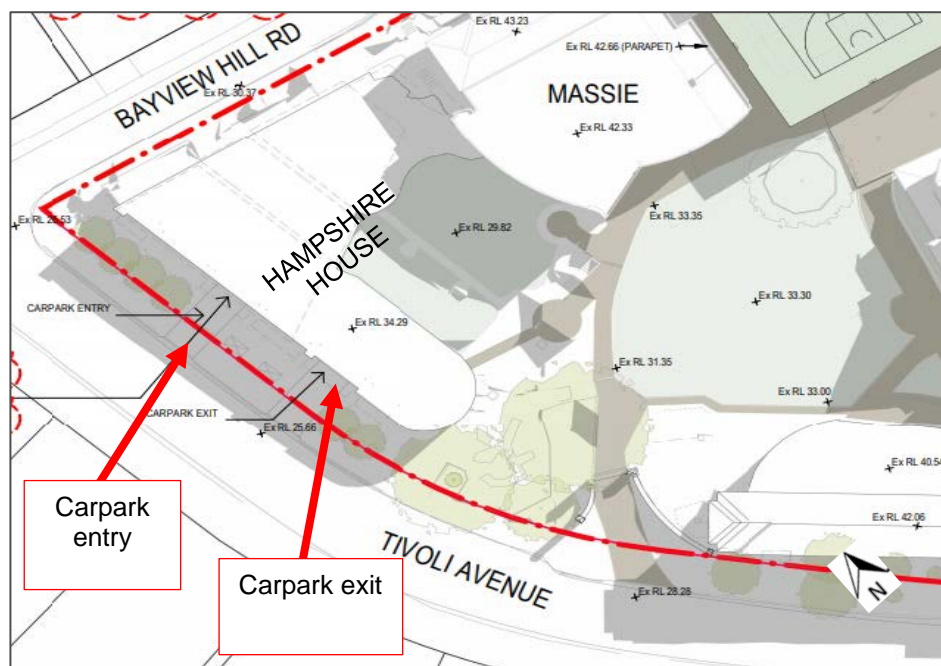 Ex RL 43.23
Ex RL 42.66 (PARAPET)
BAYVIEW HILL RD
Ex RL 30.37
MASSIE
Ex RL 42.33
Ex RL 33.35
HAMPSHIRE
HOUSE
Ex RL 29.82
CARPARK ENTRY
Ex RL 33.30
Ex RL 34.29
Ex RL 31.35
Ex RL 33.00
CARPARK EXIT
Ex RL 25.66
Ex RL 40.54
Carpark
entry
Ex RL 42.06
TIVOLI AVENUE
Carpark exit
Ex RL 28.28
N